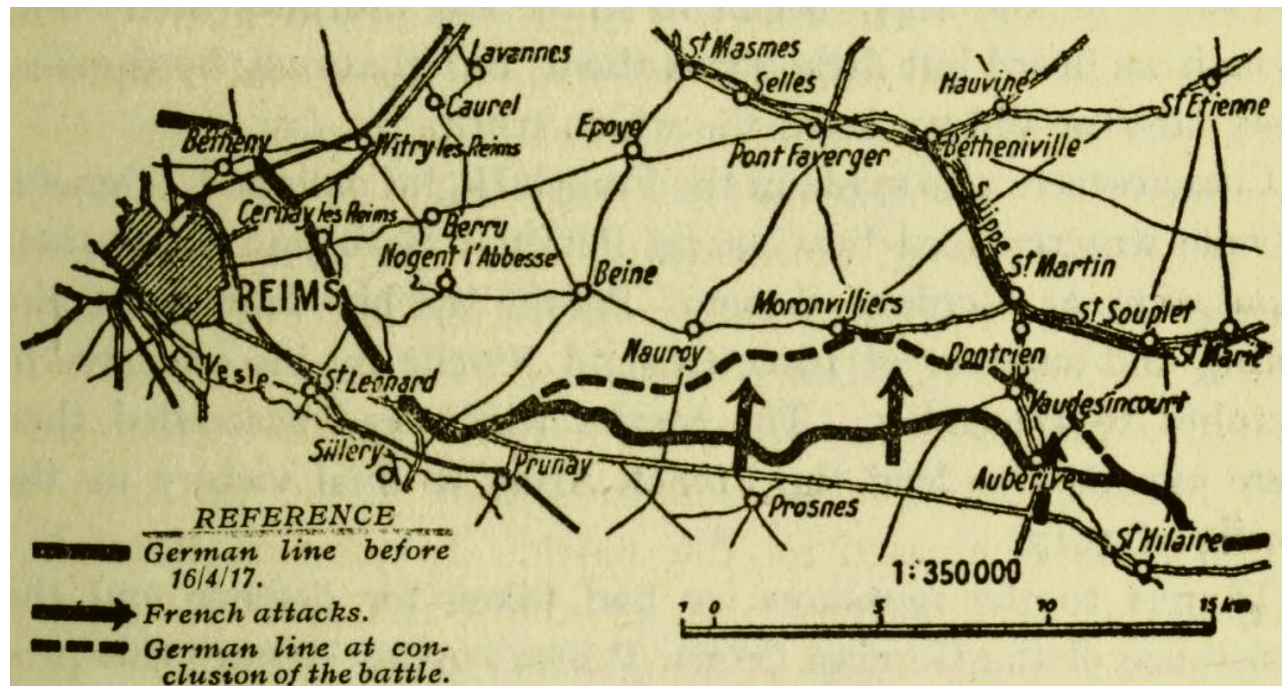 Lavannes
St Masmes
Selles
Hauviné
St Etienne
Caurel
Epoye
Betheny
Witry les Reims
Pont Faverger
Betheniville
Cernay les Reims
Berru
Suippe
Nogent l'Abbesse
Beine
St Martin
REIMS
Moronvilliers
St Souplet
Nauroy
Dontrien
St Marie
Vesle
St Leonard
Vaudesincourt
Sillery
Prunay
Auberive
Prosnes
St Hilaire
REFERENCE
German line before
16/4/17.
French attacks.
German line at con-
clusion of the battle.
1:350000
1 0 5 10 15 km